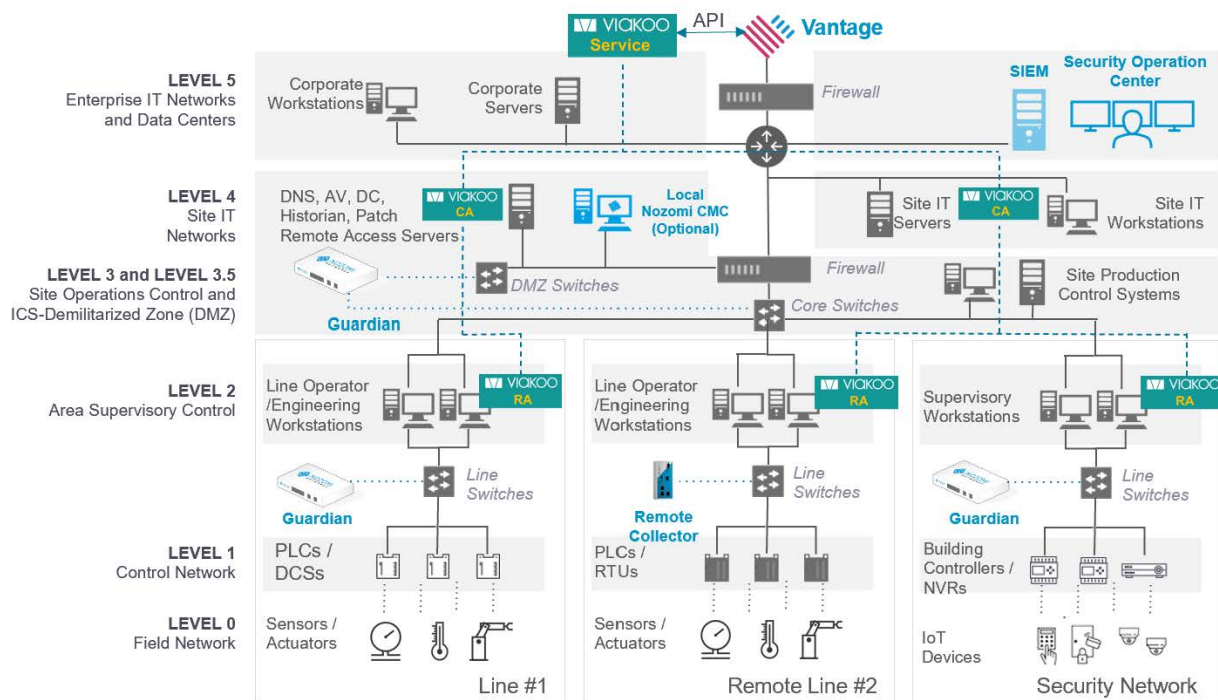 VIAKOO
Service
API
Vantage
LEVEL 5
Enterprise IT Networks
and Data Centers
Corporate
Workstations
Corporate
Servers
Firewall
SIEM
Security Operation
Center
LEVEL 4
Site IT
Networks
DNS, AV, DC,
Historian, Patch
Remote Access Servers
VIAKOO
CA
Local
Nozomi CMC
(Optional)
Site IT
Servers
VIAKOO
CA
Site IT
Workstations
LEVEL 3 and LEVEL 3.5
Site Operations Control and
ICS-Demilitarized Zone (DMZ)
Guardian
DMZ Switches
Firewall
Core Switches
Site Production
Control Systems
LEVEL 2
Area Supervisory Control
Line Operator
/Engineering
Workstations
VIAKOO
RA
Line Operator
/Engineering
Workstations
VIAKOO
RA
Supervisory
Workstations
VIAKOO
RA
Guardian
Line
Switches
Remote
Collector
Line
Switches
Guardian
Line
Switches
LEVEL 1
Control Network
PLCs /
DCSs
PLCs /
RTUs
Building
Controllers /
NVRs
LEVEL 0
Field Network
Sensors /
Actuators
Sensors /
Actuators
IoT
Devices
Line #1
Remote Line #2
Security Network